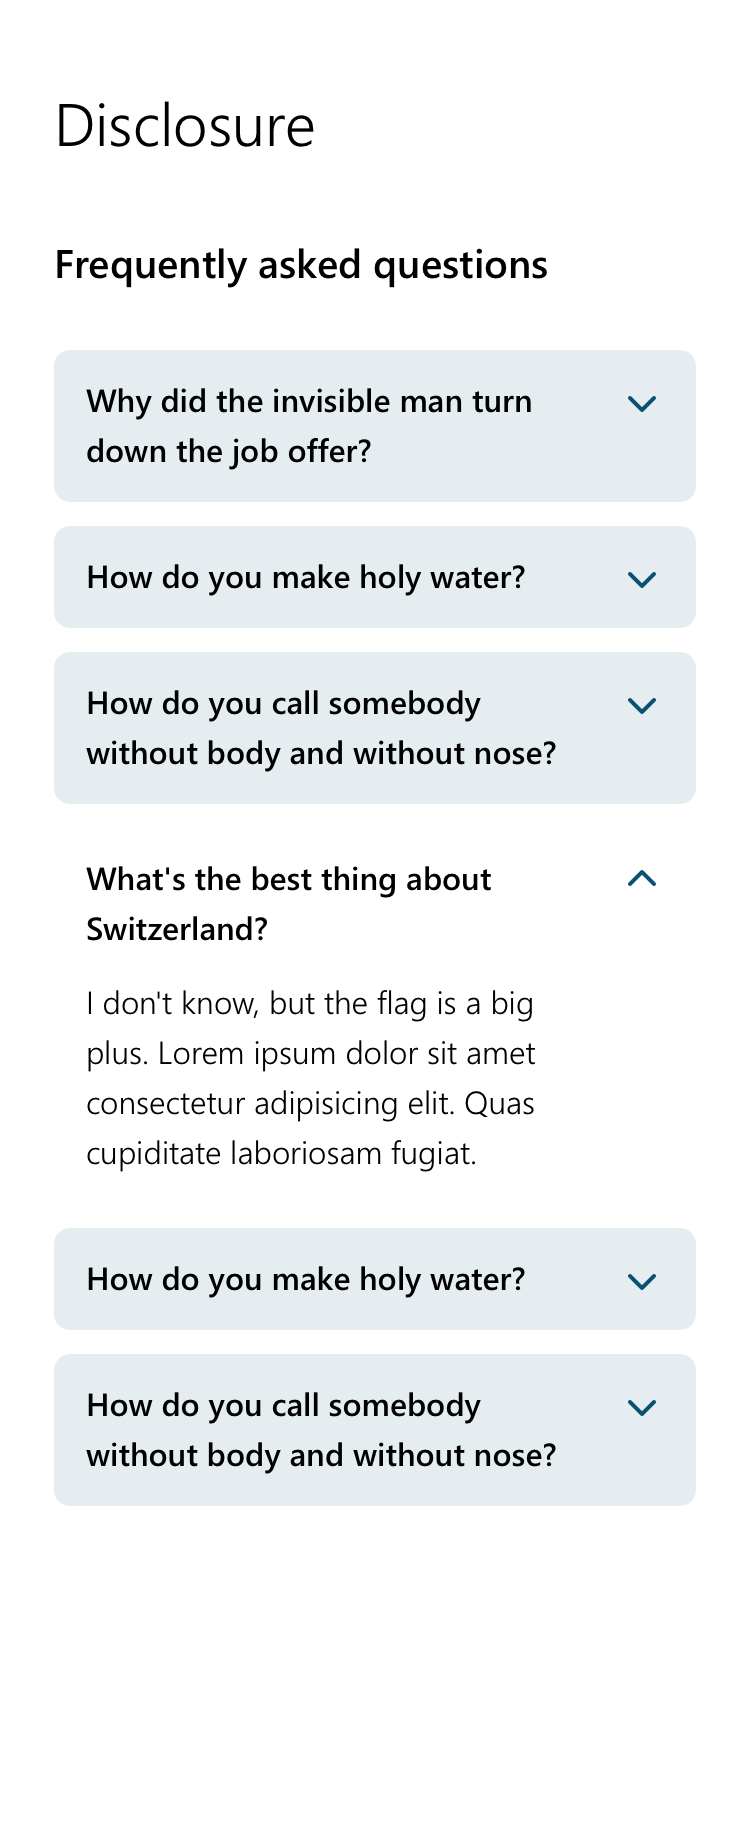 Disclosure
Frequently asked questions
Why did the invisible man turn
down the job offer?
How do you make holy water?
How do you call somebody
without body and without nose?
What's the best thing about
Switzerland?
I don't know, but the flag is a big
plus. Lorem ipsum dolor sit amet
consectetur adipisicing elit. Quas
cupiditate laboriosam fugiat.
How do you make holy water?
How do you call somebody
without body and without nose?